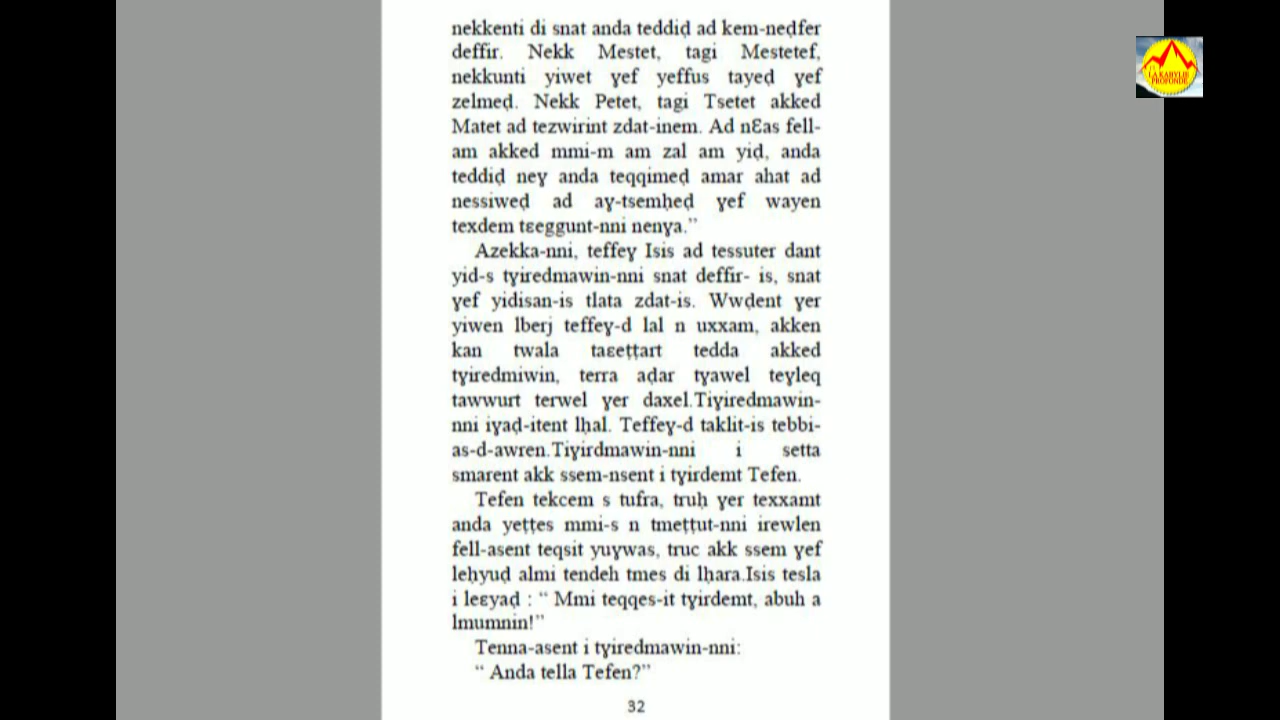 nekkenti di snat anda teddiḍ ad kem-neḍfer
deffir. Nekk Mestet, tagi Mestetef,
nekkunti yiwet ɣef yeffus tayeḍ ɣef
zelmeḍ. Nekk Petet, tagi Tsetet akked
Matet ad tezwirint zdat-inem. Ad nƐas fell-
am akked mmi-m am zal am yiḍ, anda
teddiḍ neɣ anda teqqimeḍ amar ahat ad
nessiweḍ ad aɣ-tsemḥeḍ ɣef wayen
texdem tɛeggunt-nni nenɣa.”
Azekka-nni, teffeɣ Isis ad tessuter dant
yid-s tɣiredmawin-nni snat deffir- is, snat
ɣef yidisan-is tlata zdat-is. Wwḍent ɣer
yiwen lberj teffeɣ-d lal n uxxam, akken
kan twala taɛeṭṭart tedda akked
tɣiredmiwin, terra aḍar tɣawel teɣleq
tawwurt terwel ɣer daxel.Tiɣiredmawin-
nni iɣaḍ-itent lḥal. Teffeɣ-d taklit-is tebbi-
as-d-awren.Tiɣirdmawin-nni i setta
smarent akk ssem-nsent i tɣirdemt Tefen.
Tefen tekcem s tufra, truḥ ɣer texxamt
anda yeṭṭes mmi-s n tmeṭṭut-nni irewlen
fell-asent teqsit yuɣwas, truc akk ssem ɣef
leḥyuḍ almi tendeh tmes di lḥara.Isis tesla
i leɛyaḍ : “ Mmi teqqes-it tɣirdemt, abuh a
lmumnin!”
Tenna-asent i tɣiredmawin-nni:
“ Anda tella Tefen?”
32
LA KABYLIE
PROFONDE